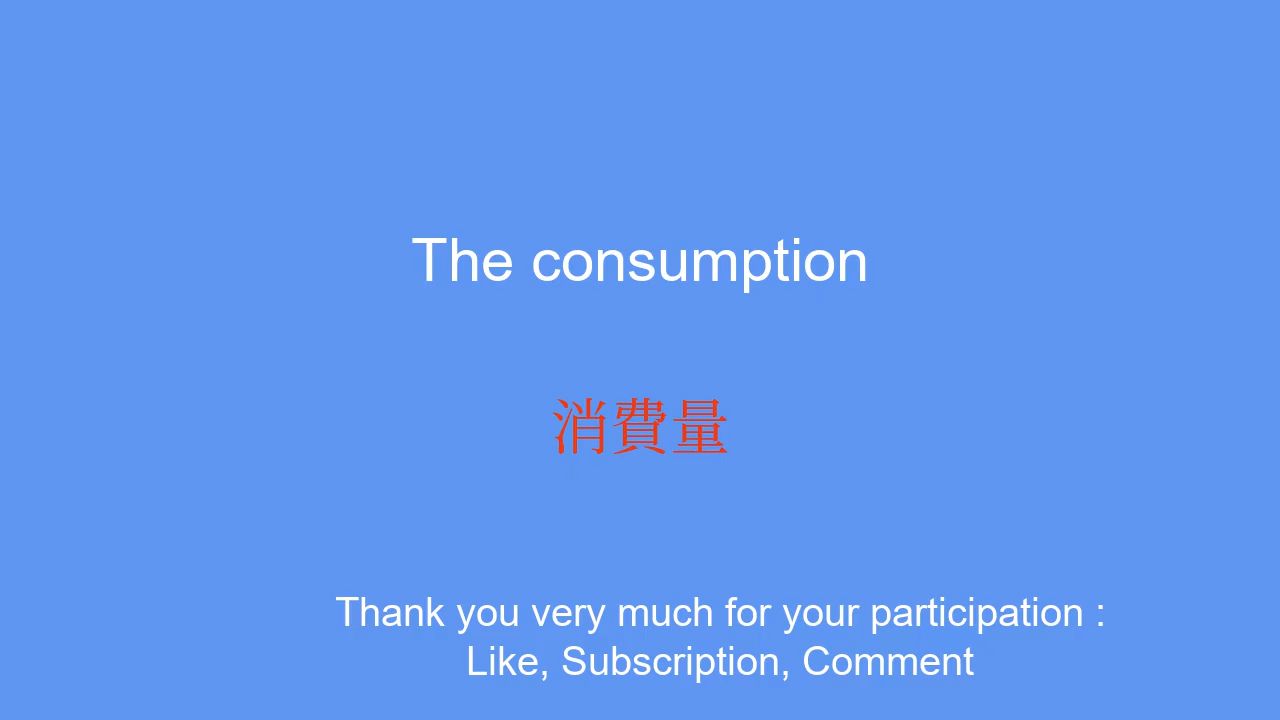 The consumption
消費量
Thank you very much for your participation :
Like, Subscription, Comment